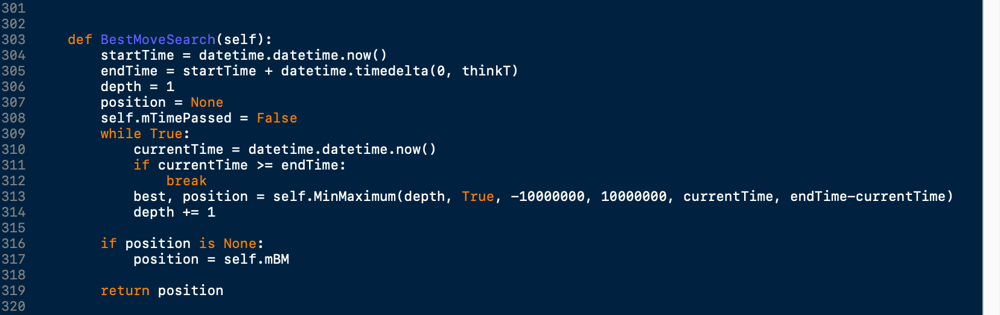 301
302
303 def BestMoveSearch(self):
304 startTime = datetime.datetime.now()
305 endTime = startTime + datetime.timedelta(0, thinkT)
306 depth = 1
307 position = None
308 self.mTimePassed = False
309 while True:
310 currentTime = datetime.datetime.now()
311 if currentTime >= endTime:
312 break
313 best, position = self.MinMaximum(depth, True, -10000000, 10000000, currentTime, endTime-currentTime)
314 depth += 1
315
316 if position is None:
317 position = self.mBM
318
319 return position
320